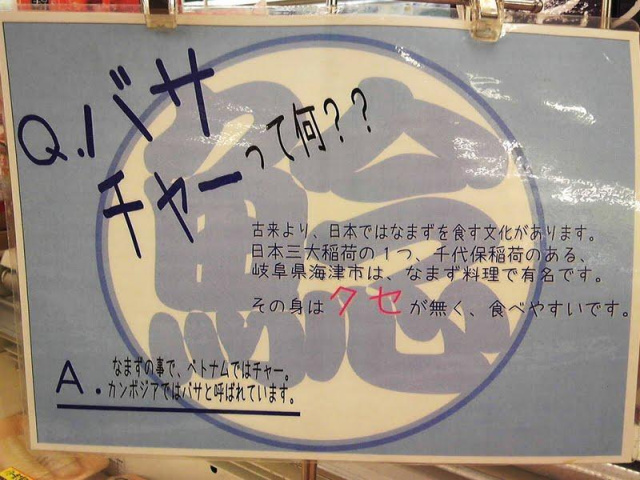 Q.バサ
チャーって何??
古来より、日本ではなまずを食す文化があります。
日本三大稲荷の1つ、千代保稲荷のある、
岐阜県海津市は、なまず料理で有名です。
その身はクセが無く、食べやすいです。
A.なまずの事で、ベトナムではチャー。
カンボジアではバサと呼ばれています。
鯰